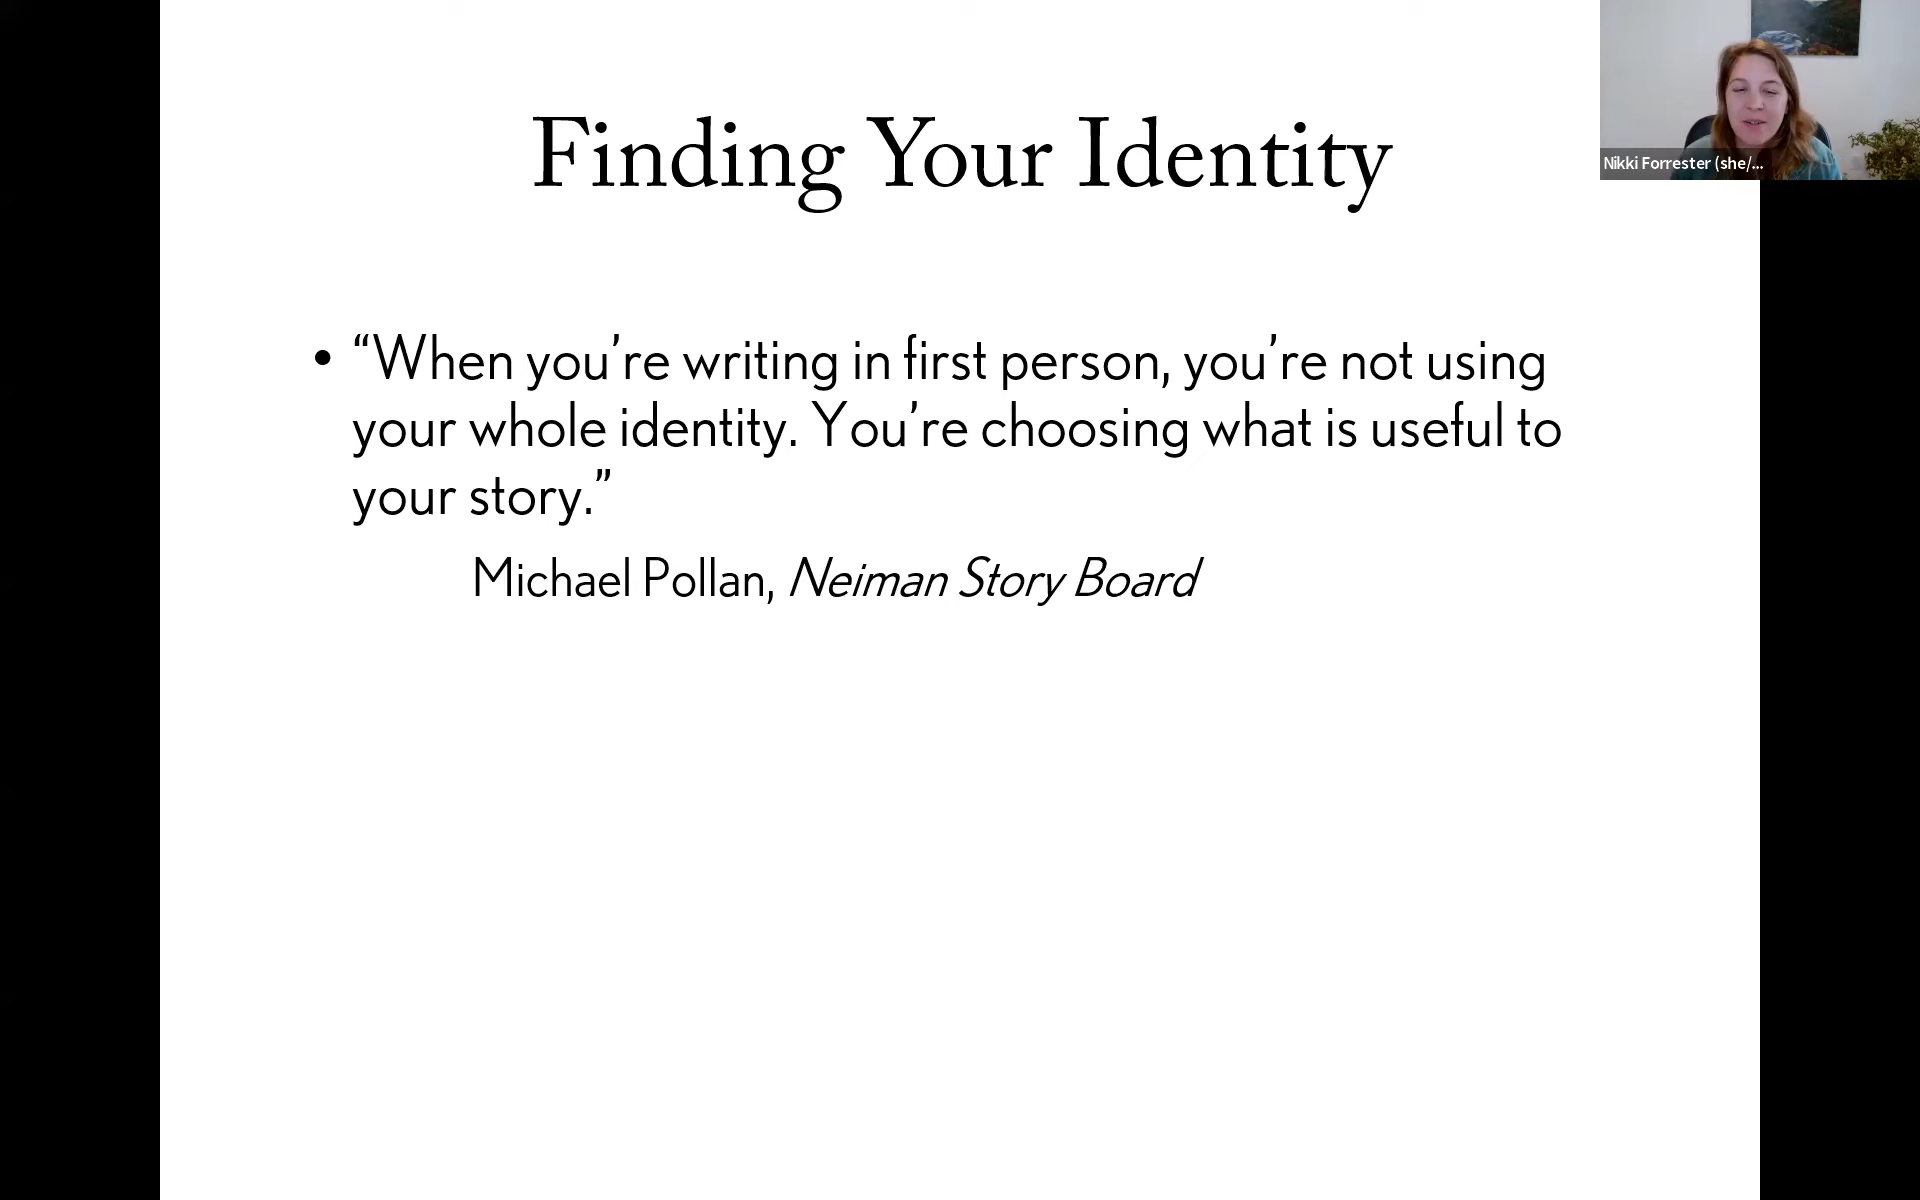 Finding Your Identity
Nikki Forrester (she/...
• “When you’re writing in first person, you’re not using
your whole identity. You’re choosing what is useful to
your story.”
Michael Pollan, Neiman Story Board